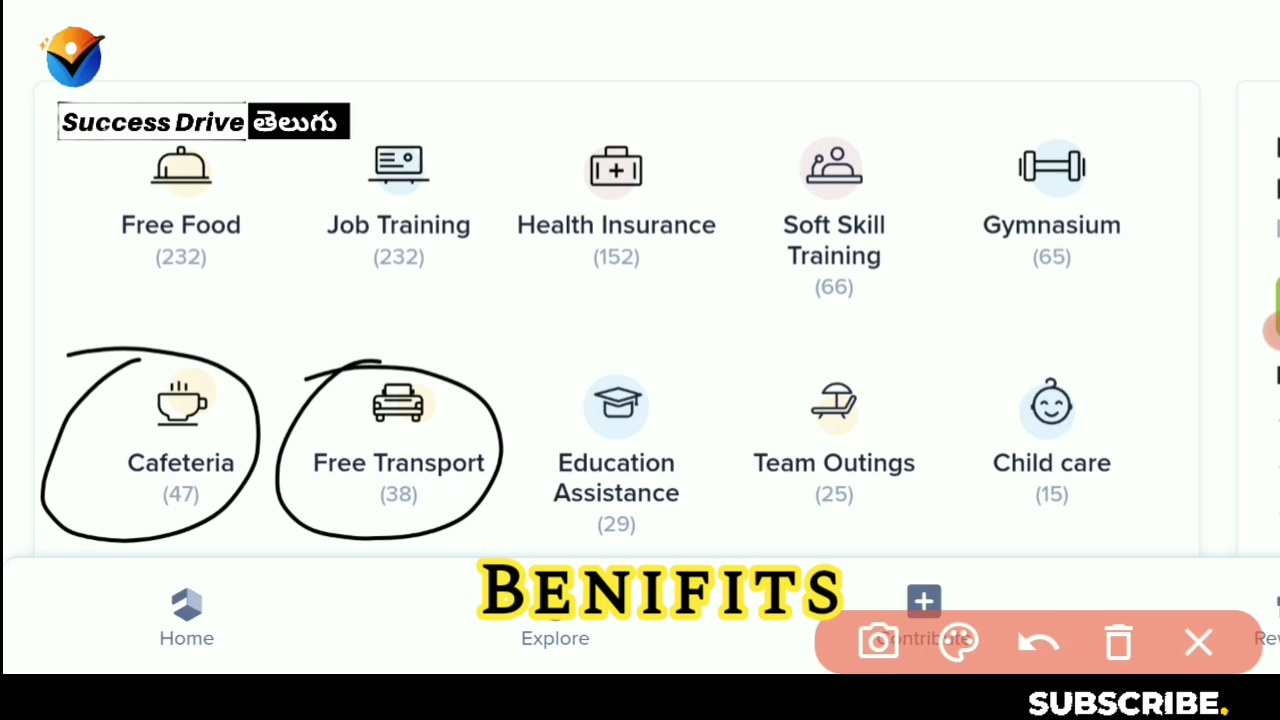 Success Drive తెలుగు
Free Food
(232)
Job Training
(232)
Health Insurance
(152)
Soft Skill
Training
(66)
Gymnasium
(65)
Cafeteria
(47)
Free Transport
(38)
Education
Assistance
(29)
Team Outings
(25)
Child care
(15)
BENIFITS
Home
Explore
Contribute
SUBSCRIBE.